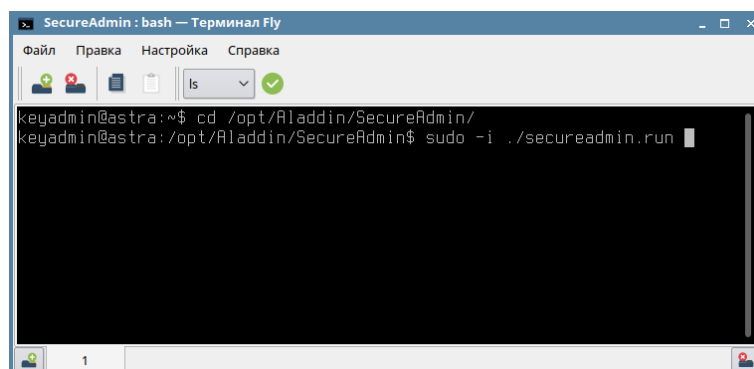 SecureAdmin : bash — Терминал Fly
Файл Правка Настройка Справка
ls
keyadmin@astra:~$ cd /opt/Aladdin/SecureAdmin/
keyadmin@astra:/opt/Aladdin/SecureAdmin$ sudo -i ./secureadmin.run
1